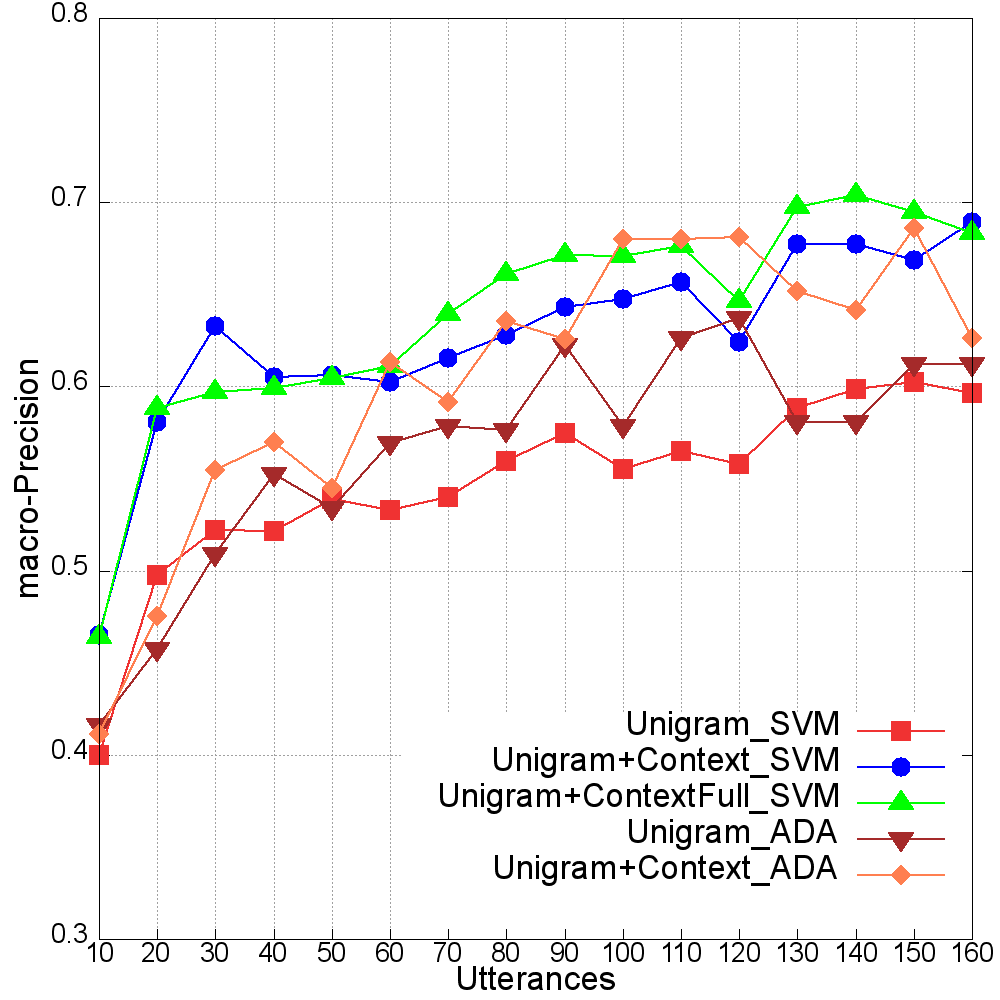 0.8
0.7
0.6
0.5
0.4
0.3
macro-Precision
Unigram_SVM
Unigram+Context_SVM
Unigram+ContextFull_SVM
Unigram_ADA
Unigram+Context_ADA
10 20 30 40 50 60 70 80 90 100 110 120 130 140 150 160
Utterances